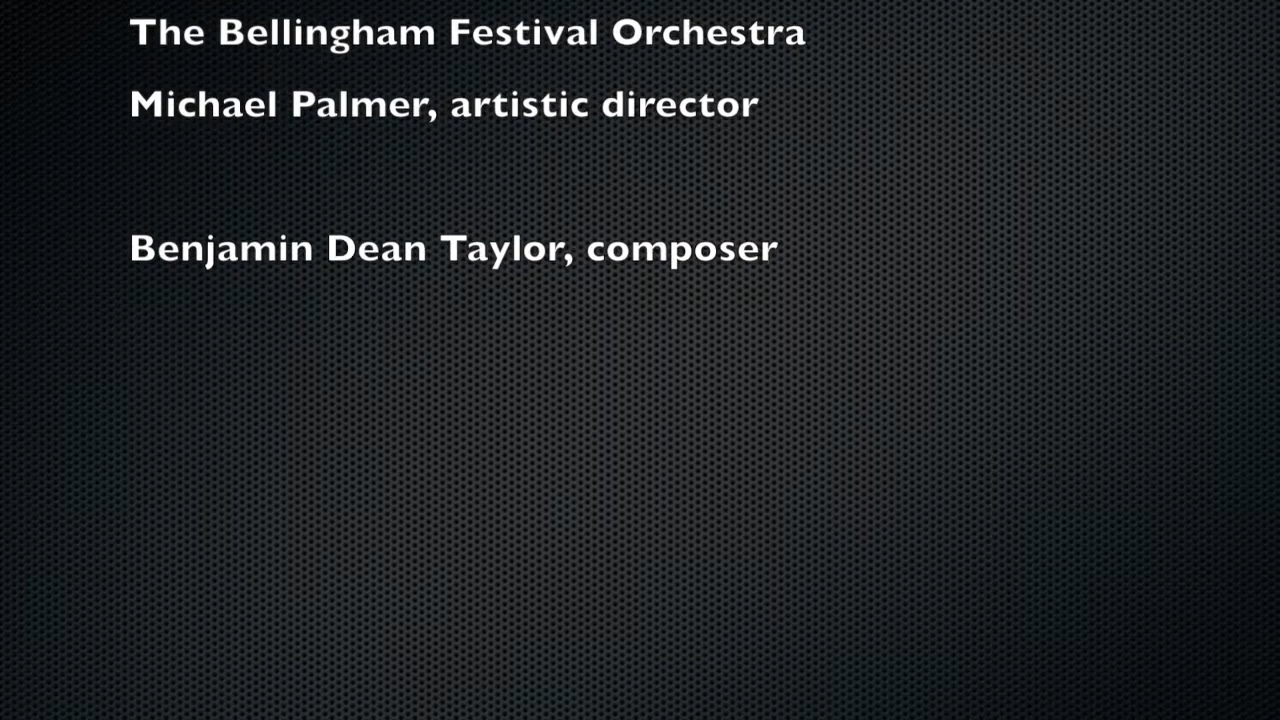 The Bellingham Festival Orchestra
Michael Palmer, artistic director
Benjamin Dean Taylor, composer